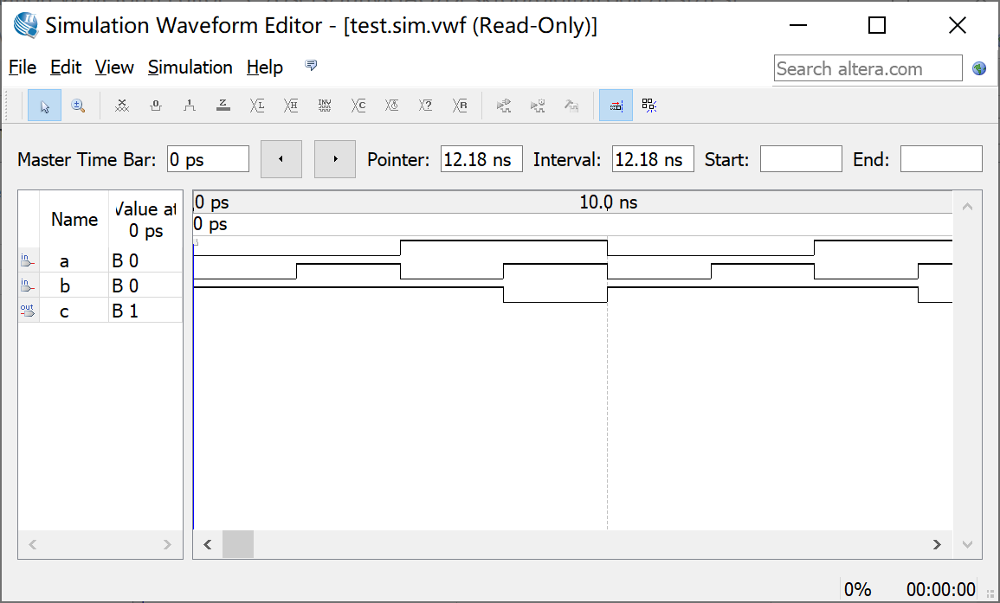 Simulation Waveform Editor - [test.sim.vwf (Read-Only)]
File Edit View Simulation Help
Search altera.com
Master Time Bar: 0 ps Pointer: 12.18 ns Interval: 12.18 ns Start: End:
Name Value at 0 ps
0 ps 10.0 ns
0 ps
in a B 0
in b B 0
out c B 1
0% 00:00:00